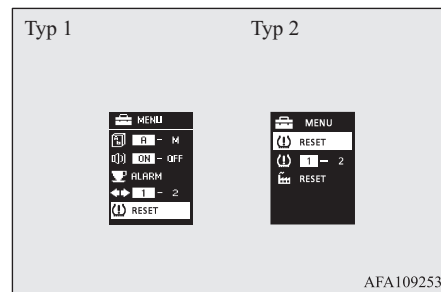 Typ 1
Typ 2
MENU
A - M
ON - OFF
ALARM
1 - 2
RESET
MENU
RESET
1 - 2
RESET
AFA109253